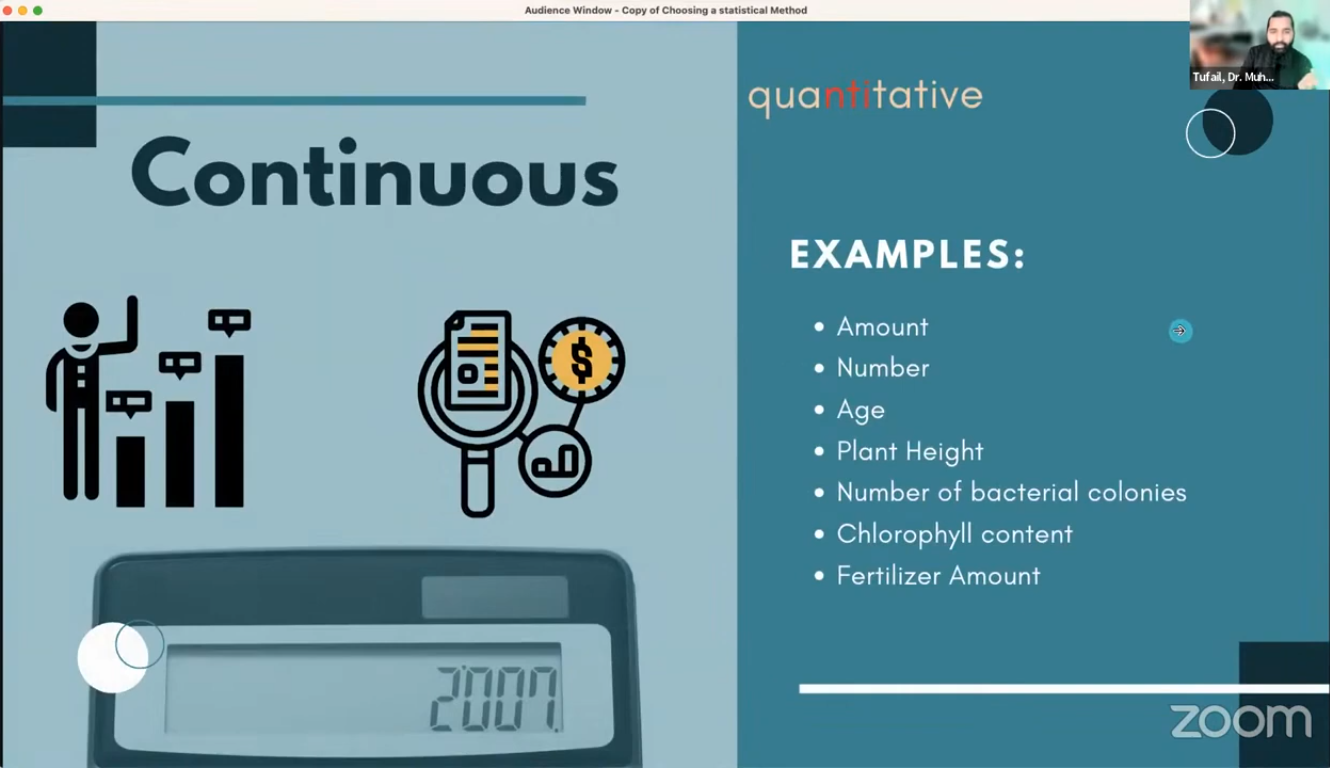 Audience Window - Copy of Choosing a statistical Method
Tufail, Dr. Muh...
quantitative
Continuous
EXAMPLES:
• Amount
• Number
• Age
• Plant Height
• Number of bacterial colonies
• Chlorophyll content
• Fertilizer Amount
$
2007.
zoom